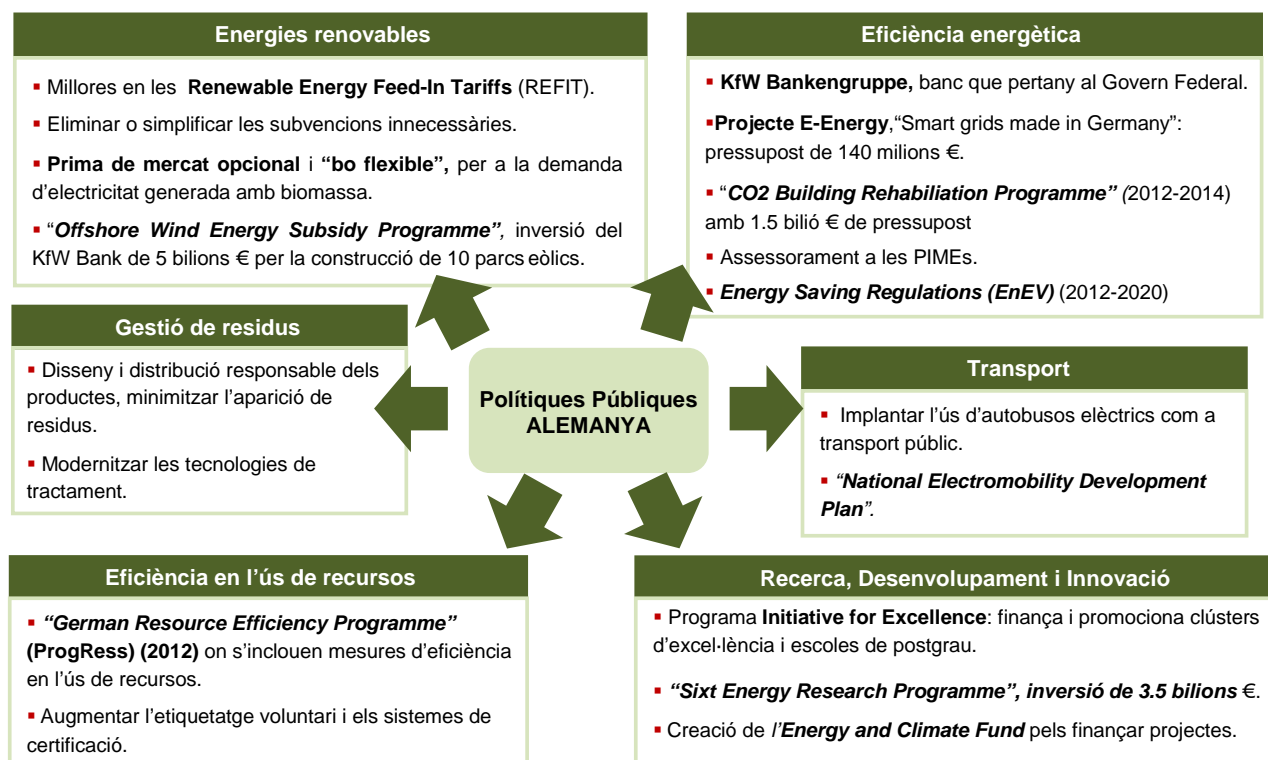 Energies renovables
▪ Millores en les Renewable Energy Feed-In Tariffs (REFIT).
▪ Eliminar o simplificar les subvencions innecessàries.
▪ Prima de mercat opcional i “bo flexible”, per a la demanda
d’electricitat generada amb biomassa.
▪ “Offshore Wind Energy Subsidy Programme”, inversió del
KfW Bank de 5 bilions € per la construcció de 10 parcs eòlics.
Eficiència energètica
▪ KfW Bankengruppe, banc que pertany al Govern Federal.
▪Projecte E-Energy,“Smart grids made in Germany”:
pressupost de 140 milions €.
▪ “CO2 Building Rehabiliation Programme” (2012-2014)
amb 1.5 bilió € de pressupost
▪ Assessorament a les PIMEs.
▪ Energy Saving Regulations (EnEV) (2012-2020)
Gestió de residus
▪ Disseny i distribució responsable dels
productes, minimitzar l’aparició de
residus.
▪ Modernitzar les tecnologies de
tractament.
Polítiques Públiques
ALEMANYA
Transport
▪ Implantar l’ús d’autobusos elèctrics com a
transport públic.
▪ “National Electromobility Development
Plan”.
Eficiència en l’ús de recursos
▪ “German Resource Efficiency Programme”
(ProgRess) (2012) on s’inclouen mesures d’eficiència
en l’ús de recursos.
▪ Augmentar l’etiquetatge voluntari i els sistemes de
certificació.
Recerca, Desenvolupament i Innovació
▪ Programa Initiative for Excellence: finança i promociona clústers
d’excel·lència i escoles de postgrau.
▪ “Sixt Energy Research Programme”, inversió de 3.5 bilions €.
▪ Creació de l’Energy and Climate Fund pels finançar projectes.